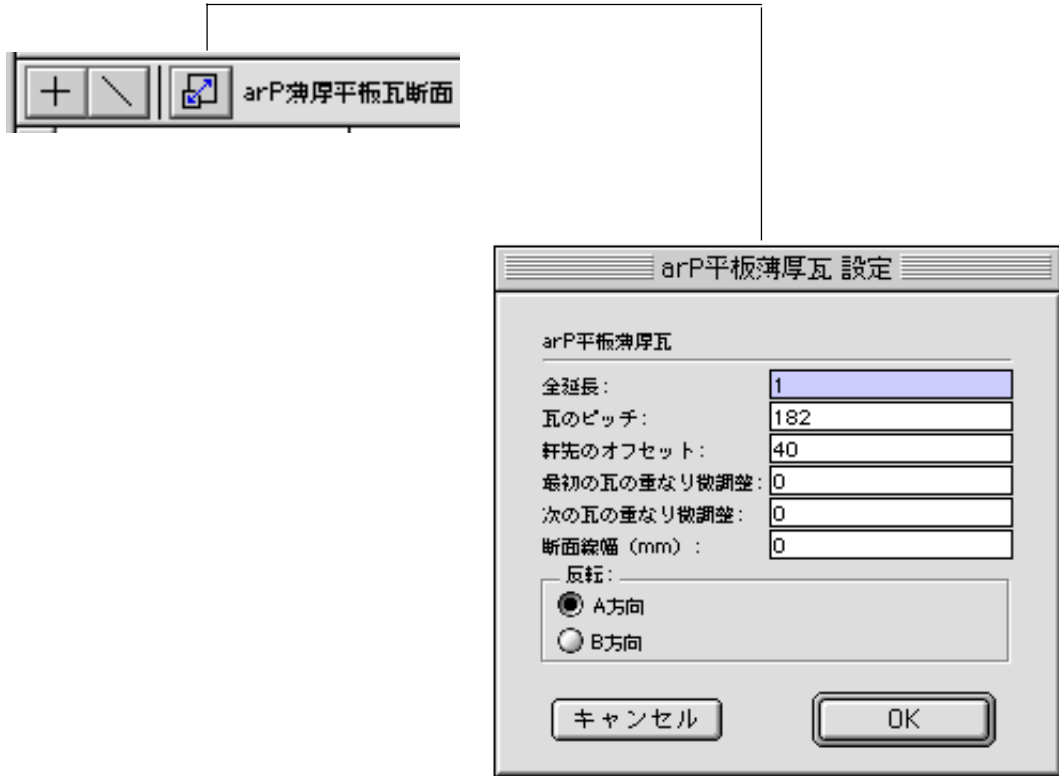 arP薄厚平板瓦断面
arP平板薄厚瓦 設定
arP平板薄厚瓦
全延長: 1
瓦のピッチ: 182
軒先のオフセット: 40
最初の瓦の重なり微調整: 0
次の瓦の重なり微調整: 0
断面線幅（mm）: 0
反転:
A方向
B方向
キャンセル OK